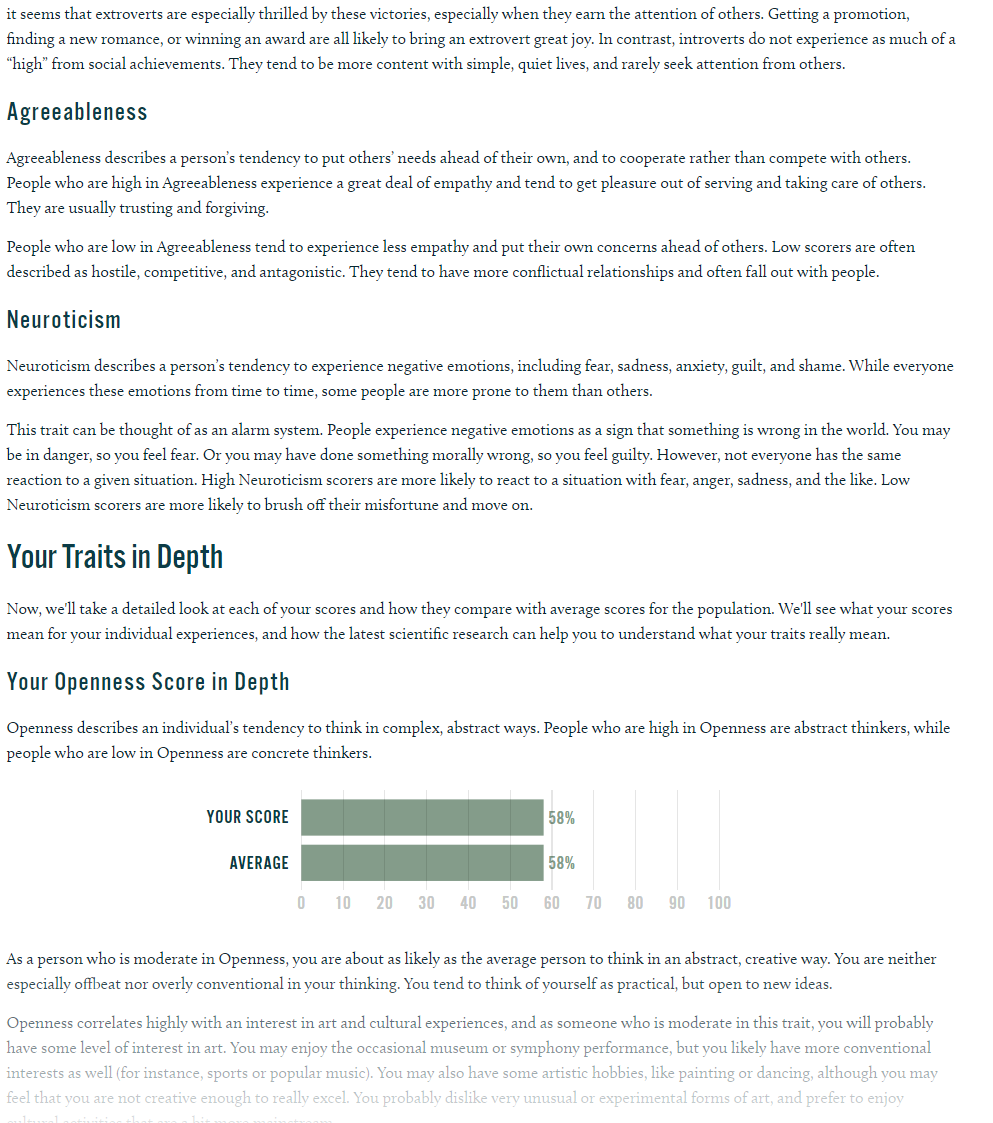 it seems that extroverts are especially thrilled by these victories, especially when they earn the attention of others. Getting a promotion,
finding a new romance, or winning an award are all likely to bring an extrovert great joy. In contrast, introverts do not experience as much of a
“high” from social achievements. They tend to be more content with simple, quiet lives, and rarely seek attention from others.
Agreeableness
Agreeableness describes a person’s tendency to put others’ needs ahead of their own, and to cooperate rather than compete with others.
People who are high in Agreeableness experience a great deal of empathy and tend to get pleasure out of serving and taking care of others.
They are usually trusting and forgiving.
People who are low in Agreeableness tend to experience less empathy and put their own concerns ahead of others. Low scorers are often
described as hostile, competitive, and antagonistic. They tend to have more conflictual relationships and often fall out with people.
Neuroticism
Neuroticism describes a person’s tendency to experience negative emotions, including fear, sadness, anxiety, guilt, and shame. While everyone
experiences these emotions from time to time, some people are more prone to them than others.
This trait can be thought of as an alarm system. People experience negative emotions as a sign that something is wrong in the world. You may
be in danger, so you feel fear. Or you may have done something morally wrong, so you feel guilty. However, not everyone has the same
reaction to a given situation. High Neuroticism scorers are more likely to react to a situation with fear, anger, sadness, and the like. Low
Neuroticism scorers are more likely to brush off their misfortune and move on.
Your Traits in Depth
Now, we'll take a detailed look at each of your scores and how they compare with average scores for the population. We'll see what your scores
mean for your individual experiences, and how the latest scientific research can help you to understand what your traits really mean.
Your Openness Score in Depth
Openness describes an individual’s tendency to think in complex, abstract ways. People who are high in Openness are abstract thinkers, while
people who are low in Openness are concrete thinkers.
YOUR SCORE 58%
AVERAGE 58%
0 10 20 30 40 50 60 70 80 90 100
As a person who is moderate in Openness, you are about as likely as the average person to think in an abstract, creative way. You are neither
especially offbeat nor overly conventional in your thinking. You tend to think of yourself as practical, but open to new ideas.
Openness correlates highly with an interest in art and cultural experiences, and as someone who is moderate in this trait, you will probably
have some level of interest in art. You may enjoy the occasional museum or symphony performance, but you likely have more conventional
interests as well (for instance, sports or popular music). You may also have some artistic hobbies, like painting or dancing, although you may
feel that you are not creative enough to really excel. You probably dislike very unusual or experimental forms of art, and prefer to enjoy
cultural activities that are a bit more mainstream.